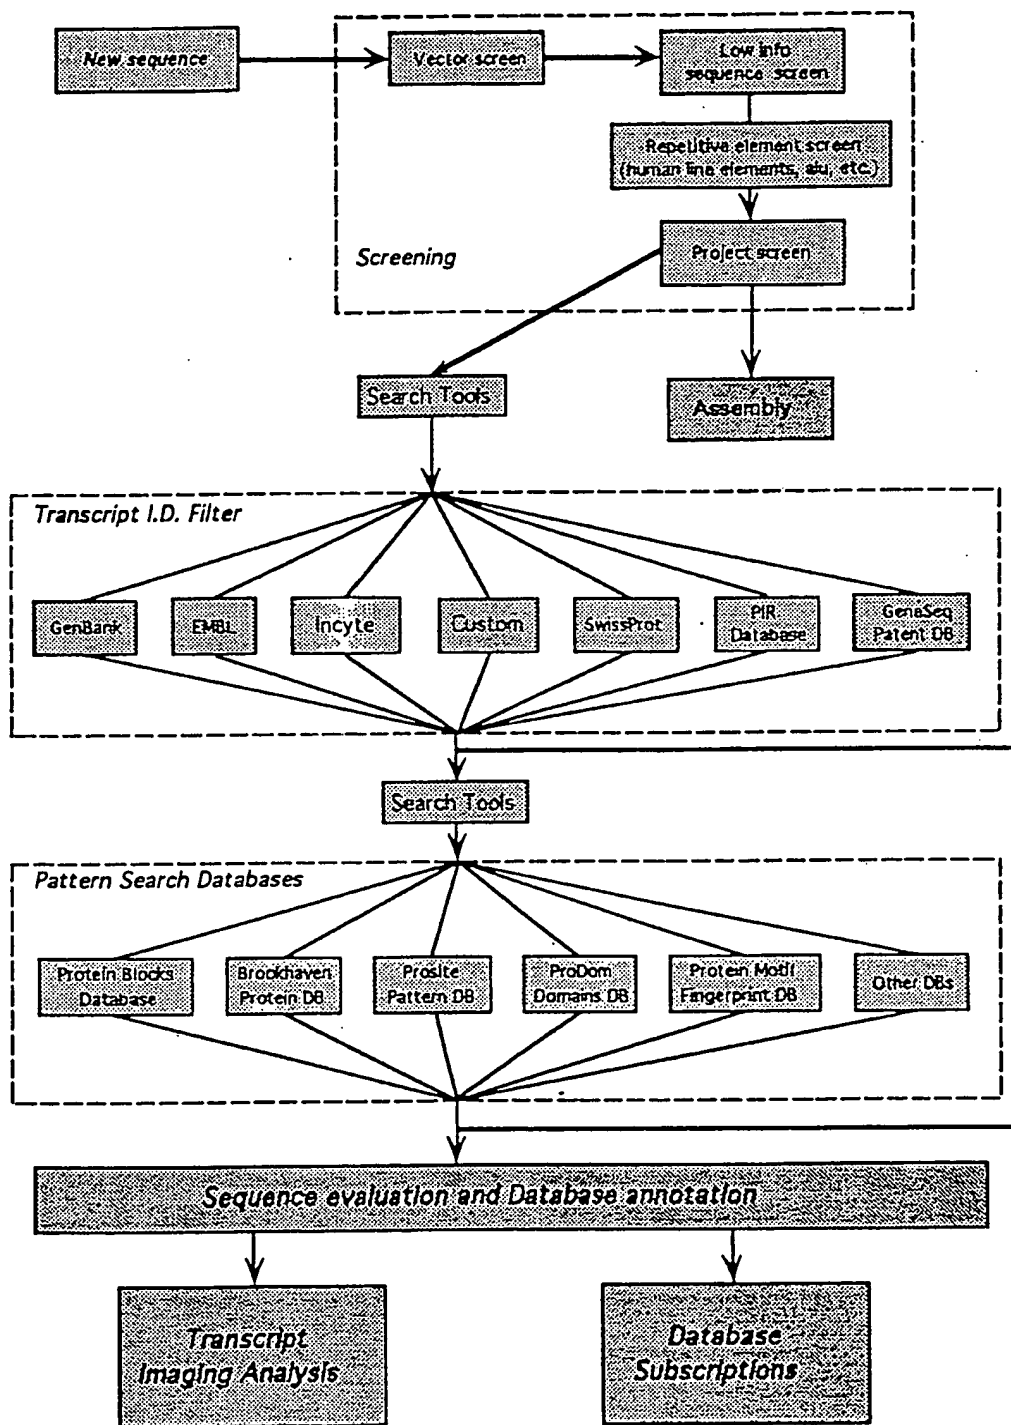 New sequence
Vector screen
Low info
sequence screen
Repetitive element screen
(human line elements, alu, etc.)
Screening
Project screen
Search Tools
Assembly
Transcript I.D. Filter
GenBank
EMBL
Incyte
Custom
SwissProt
PIR
Database
GenaSeq
Patent DB
Search Tools
Pattern Search Databases
Protein Blocks
Database
Brookhaven
Protein DB
Prosite
Pattern DB
ProDom
Domains DB
Protein Motif
Fingerprint DB
Other DBs
Sequence evaluation and Database annotation
Transcript
Imaging Analysis
Database
Subscriptions